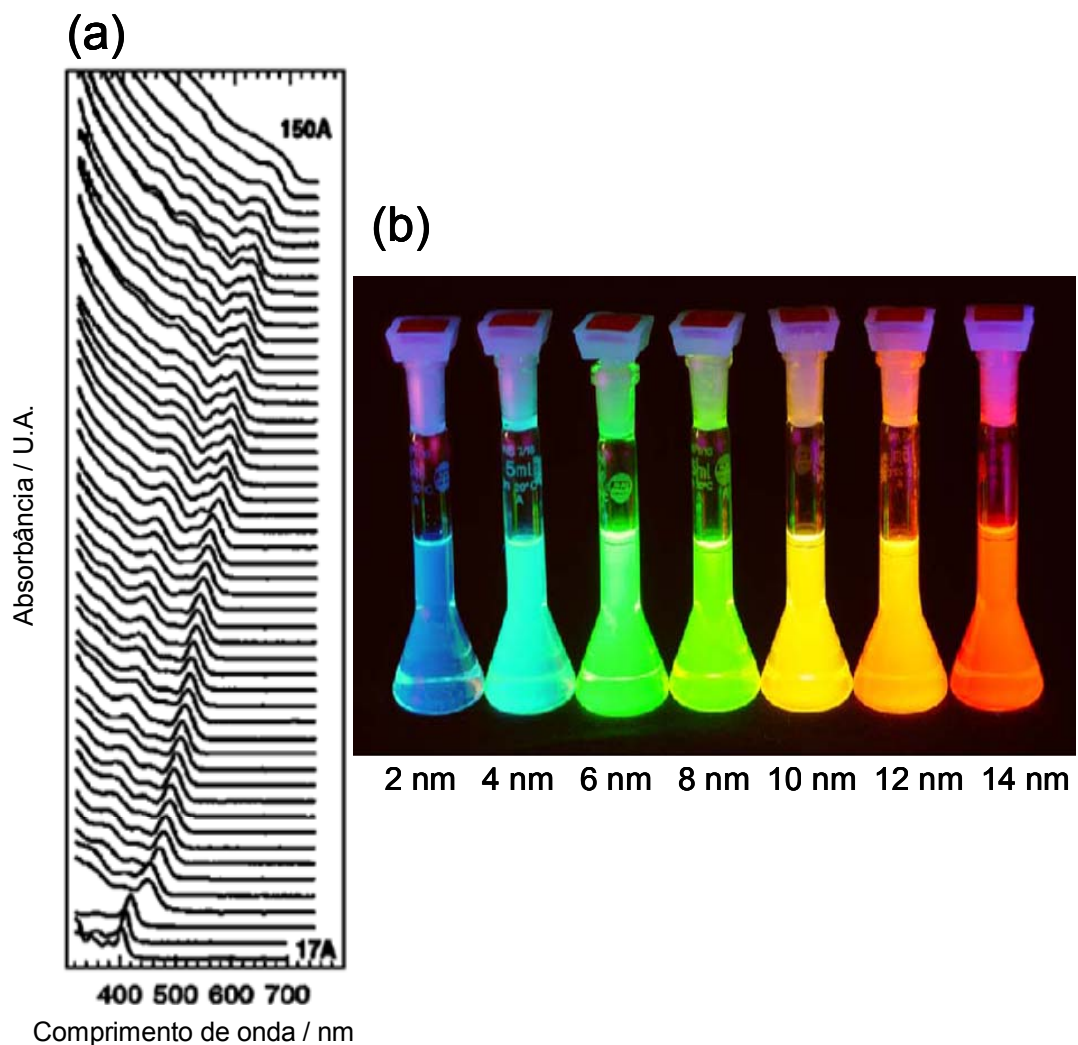 (a)
150A
17A
400 500 600 700
Comprimento de onda / nm
Absorbância / U.A.
(b)
5ml
2 nm 4 nm 6 nm 8 nm 10 nm 12 nm 14 nm